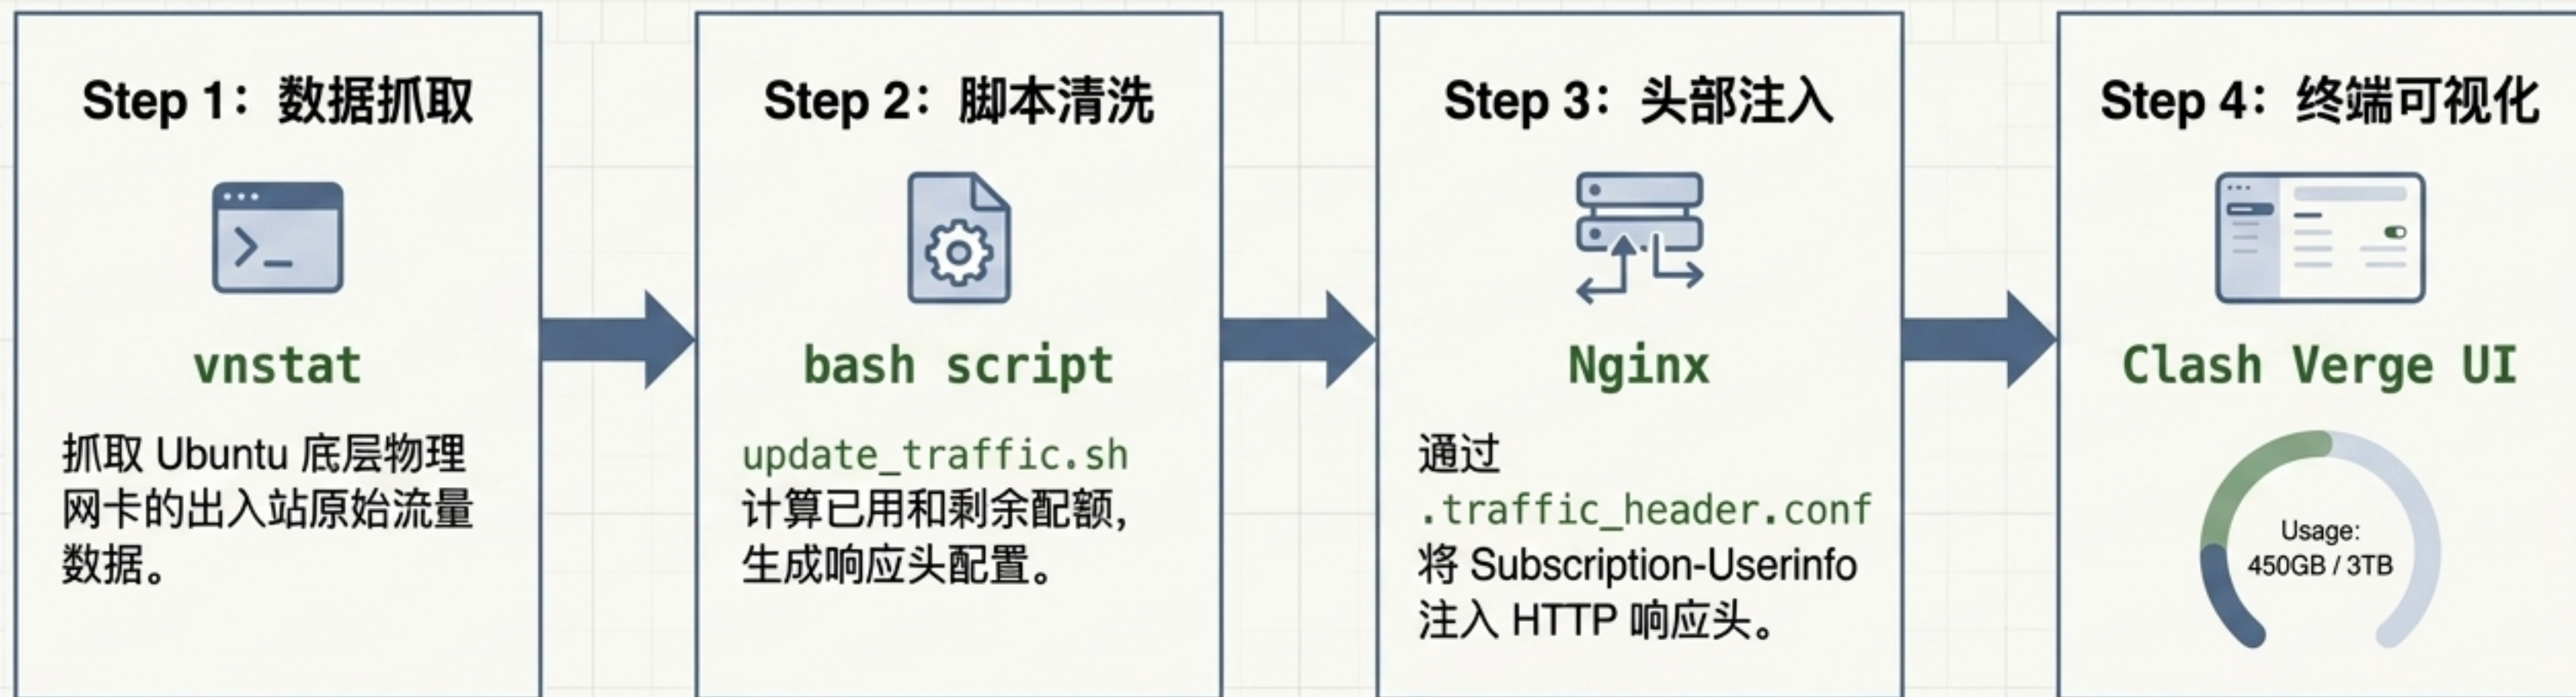 Step 1：数据抓取
vnstat
抓取 Ubuntu 底层物理
网卡的出入站原始流量
数据。
Step 2：脚本清洗
bash script
update_traffic.sh
计算已用和剩余配额，
生成响应头配置。
Step 3：头部注入
Nginx
通过
.traffic_header.conf
将 Subscription-Userinfo
注入 HTTP 响应头。
Step 4：终端可视化
Clash Verge UI
Usage:
450GB / 3TB